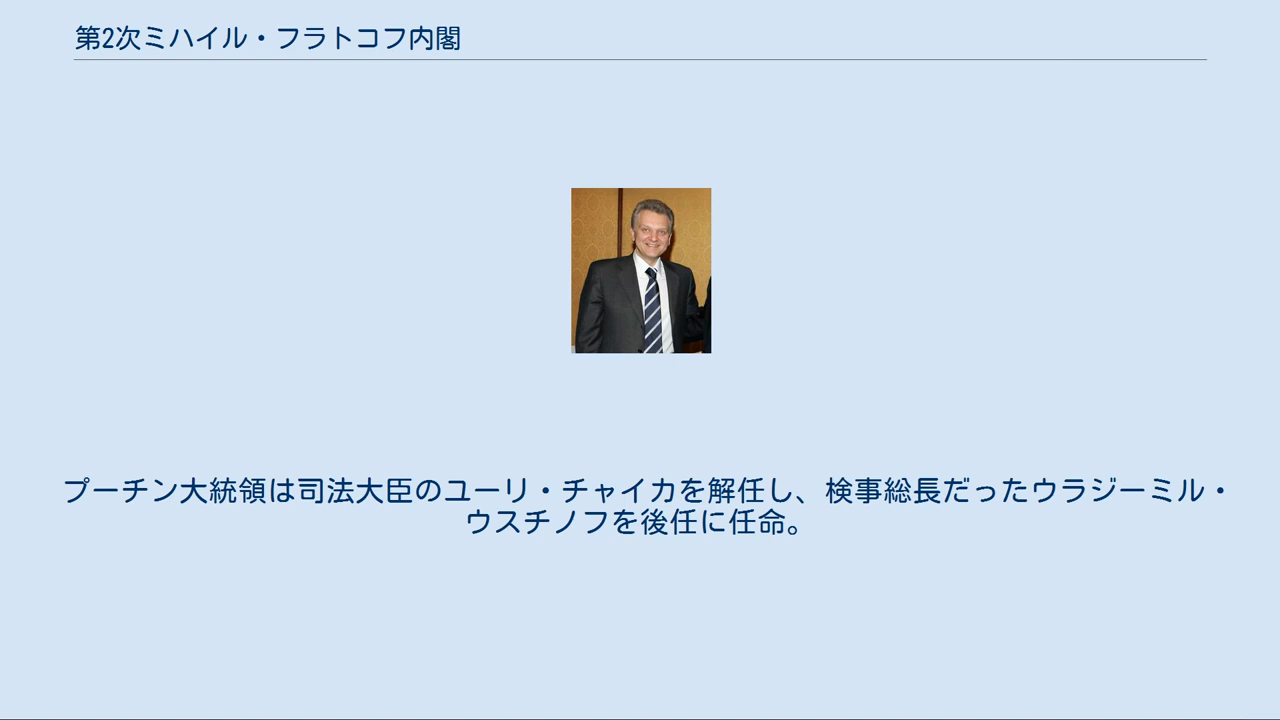 第2次ミハイル・フラトコフ内閣
プーチン大統領は司法大臣のユーリ・チャイカを解任し、検事総長だったウラジーミル・
ウスチノフを後任に任命。